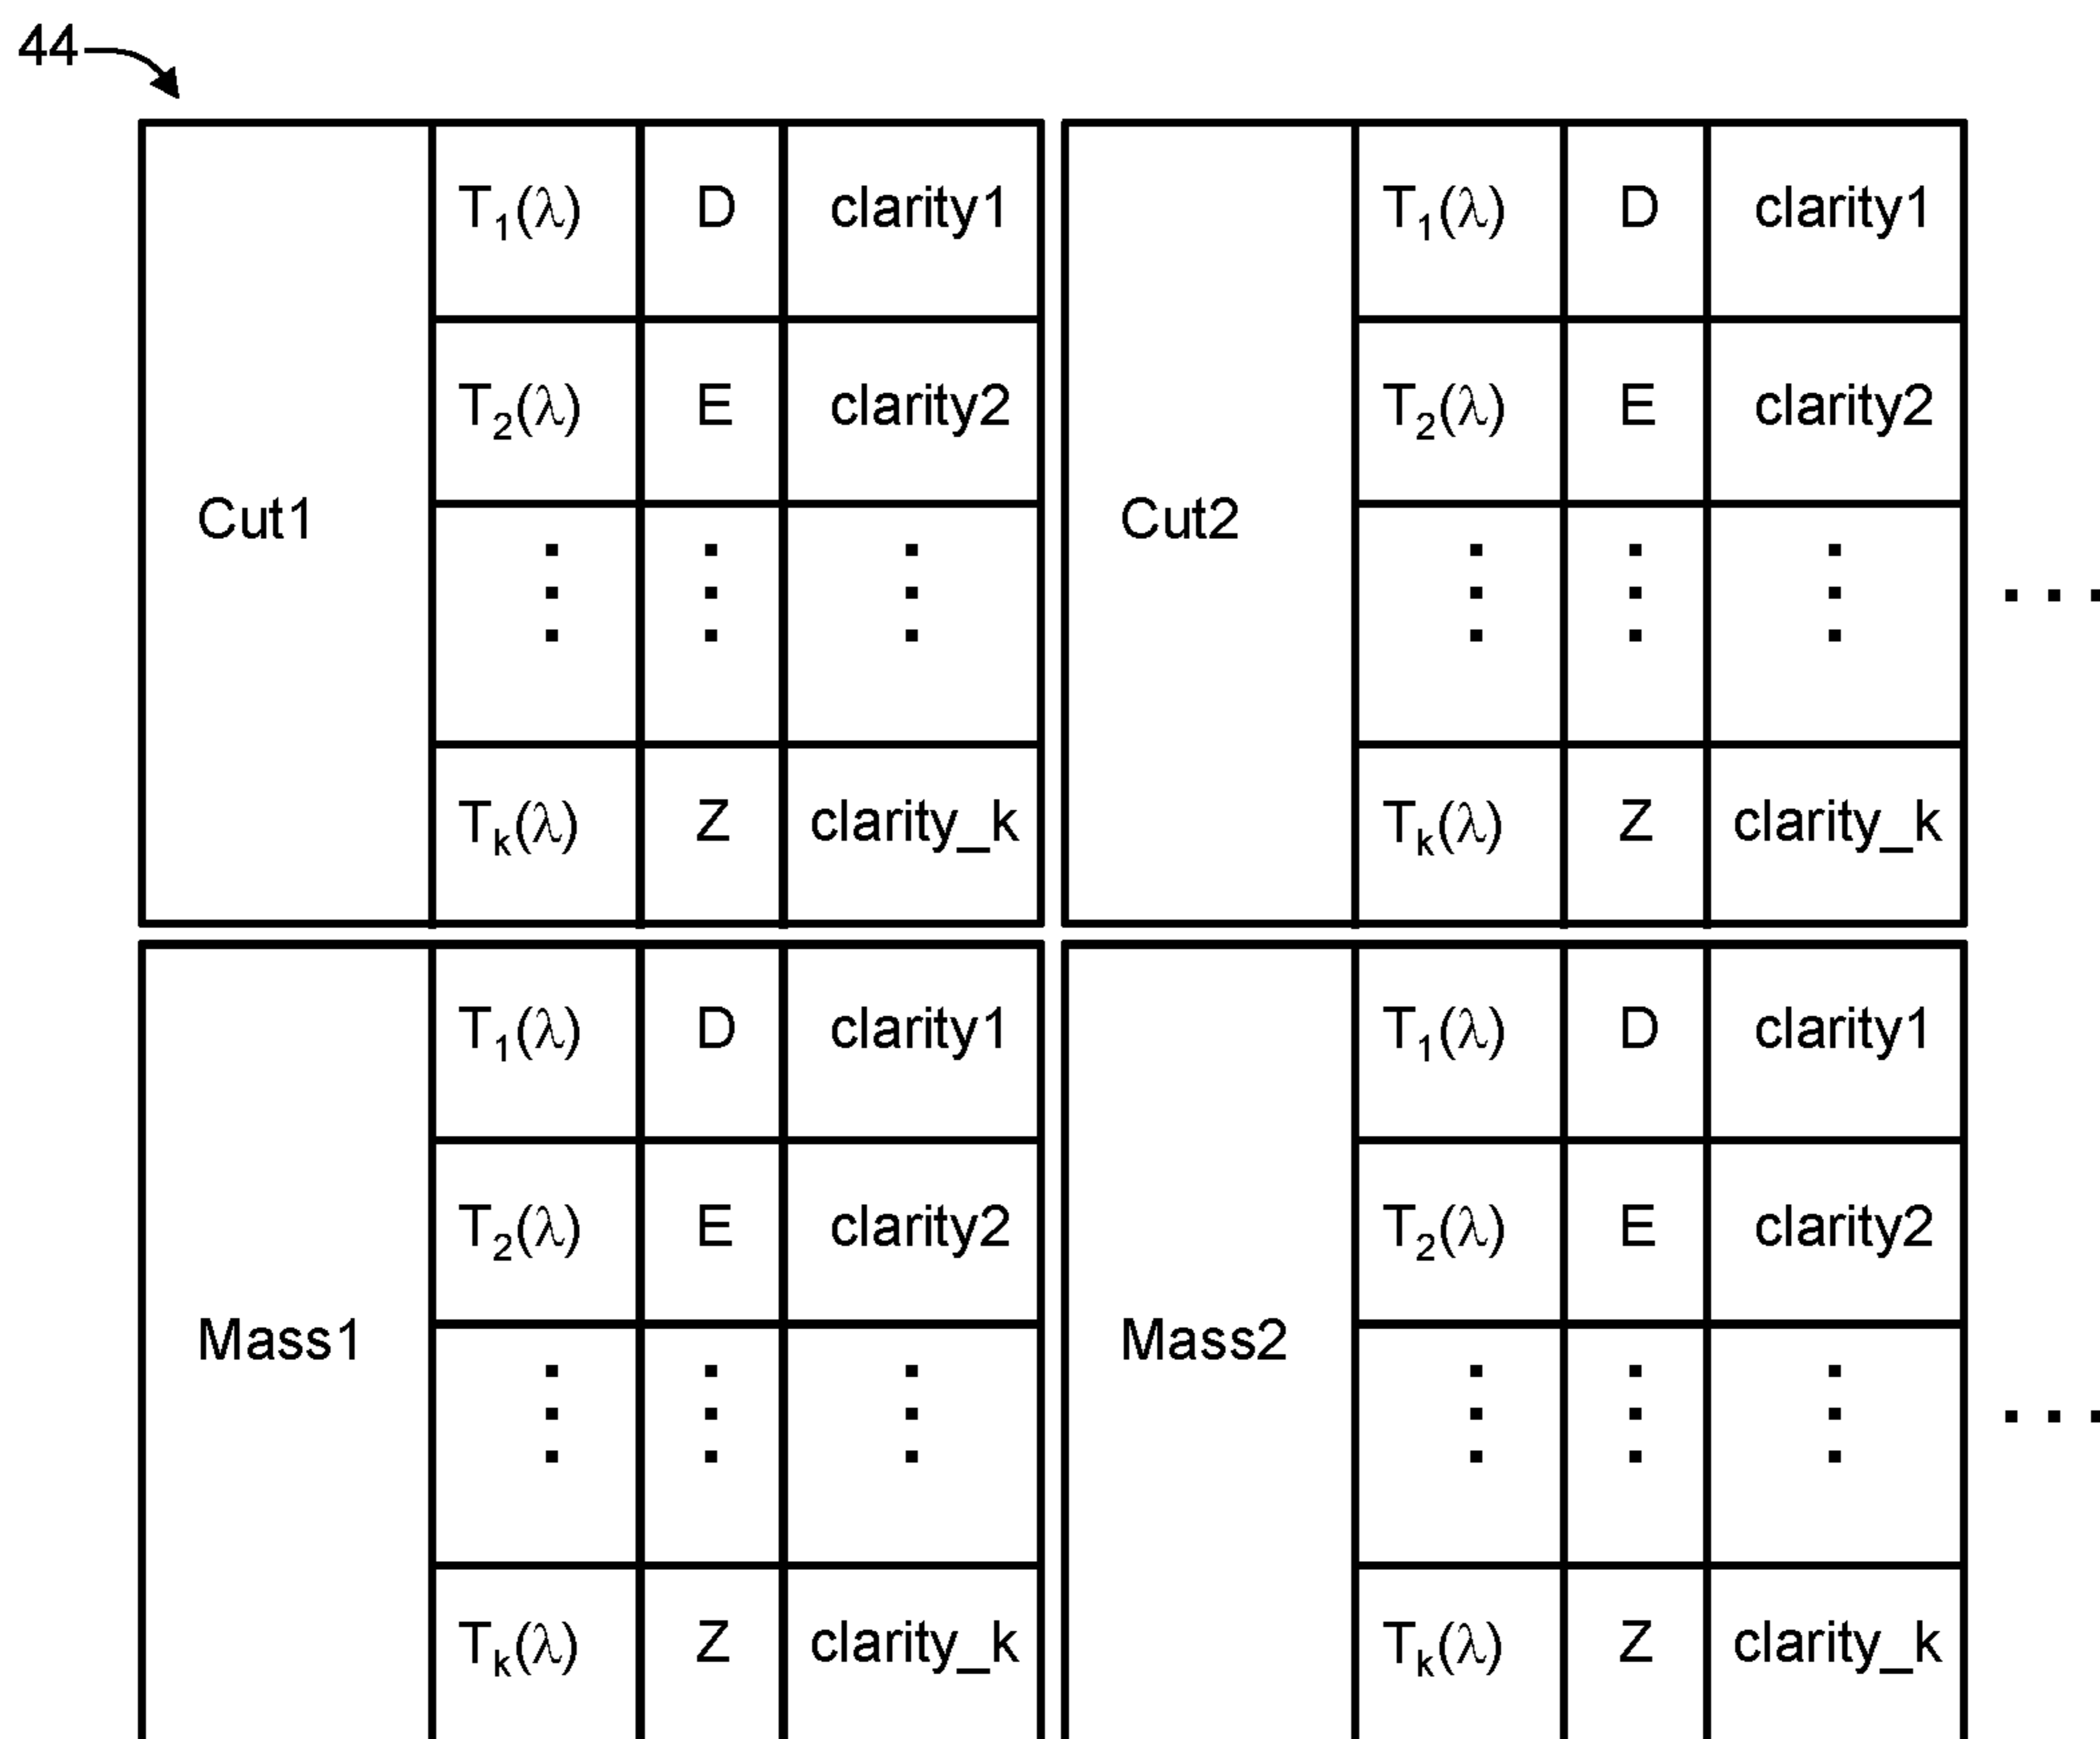 44
T₁(λ) D clarity1 T₁(λ) D clarity1
T₂(λ) E clarity2 T₂(λ) E clarity2
Cut1 Cut2
⋮ ⋮ ⋮ ⋮ ⋮ ⋮ . . .
Tₖ(λ) Z clarity_k Tₖ(λ) Z clarity_k
T₁(λ) D clarity1 T₁(λ) D clarity1
T₂(λ) E clarity2 T₂(λ) E clarity2
Mass1 Mass2
⋮ ⋮ ⋮ ⋮ ⋮ ⋮ . . .
Tₖ(λ) Z clarity_k Tₖ(λ) Z clarity_k